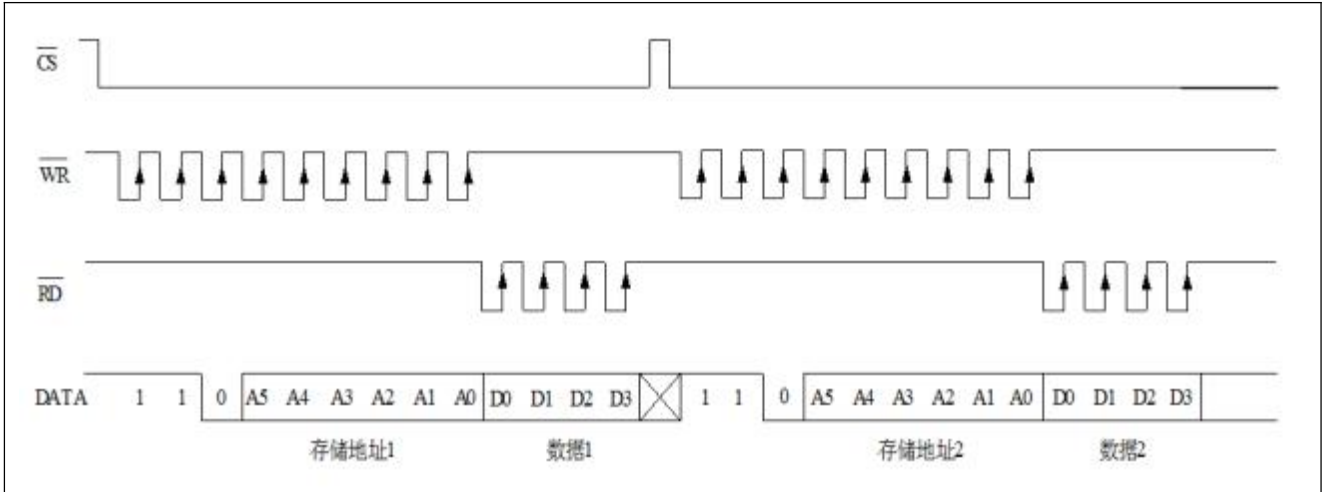 CS
WR
RD
DATA 1 1 0 A5 A4 A3 A2 A1 A0 D0 D1 D2 D3 1 1 0 A5 A4 A3 A2 A1 A0 D0 D1 D2 D3
存储地址1 数据1 存储地址2 数据2